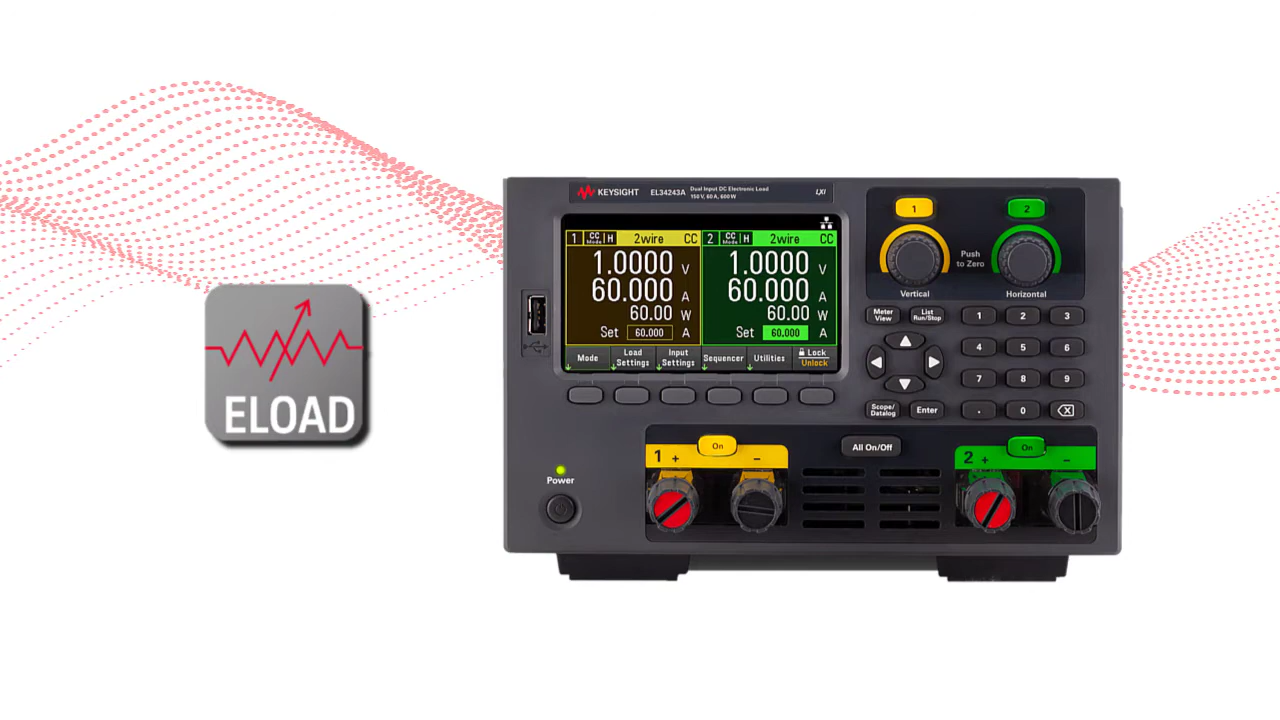 KEYSIGHT EL34243A Dual Input DC Electronic Load
150 V, 60 A, 600 W
LXI
1 CC Mode H 2wire CC
1.0000 V
60.000 A
60.00 W
Set 60.000 A
2 CC Mode H 2wire CC
1.0000 V
60.000 A
60.00 W
Set 60.000 A
Mode
Load Settings
Input Settings
Sequencer
Utilities
Lock
Unlock
1
2
Push
to Zero
Vertical
Horizontal
Meter
View
List
Run/Stop
1 2 3
4 5 6
7 8 9
. 0
Scope/
Datalog
Enter
ELOAD
Power
1 + On −
All On/Off
2 + On −